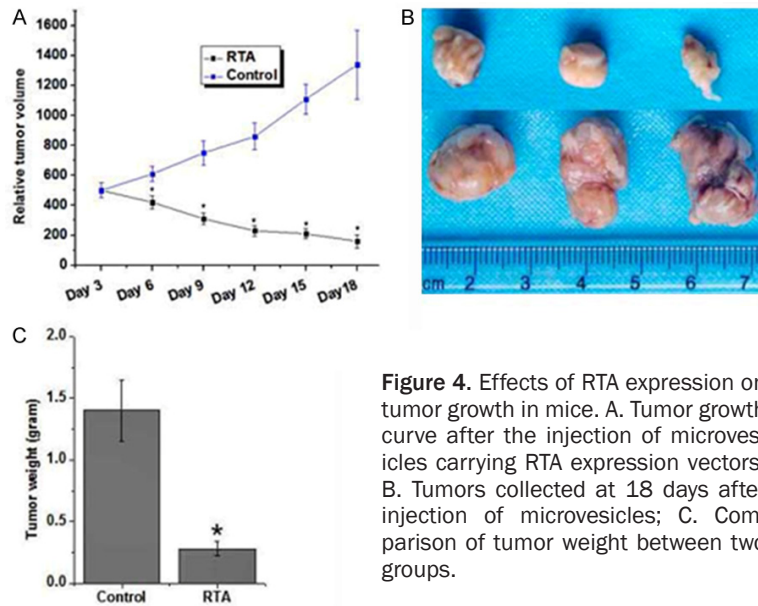 A
1600
1400
1200
1000
800
600
400
200
0
Relative tumor volume
RTA
Control
*
*
*
*
*
Day 3
Day 6
Day 9
Day 12
Day 15
Day18
B
cm 2 3 4 5 6 7
C
2.0
1.5
1.0
0.5
0.0
Tumor weight (gram)
*
Control
RTA
Figure 4. Effects of RTA expression on
tumor growth in mice. A. Tumor growth
curve after the injection of microves-
icles carrying RTA expression vectors
B. Tumors collected at 18 days after
injection of microvesicles; C. Com-
parison of tumor weight between two
groups.